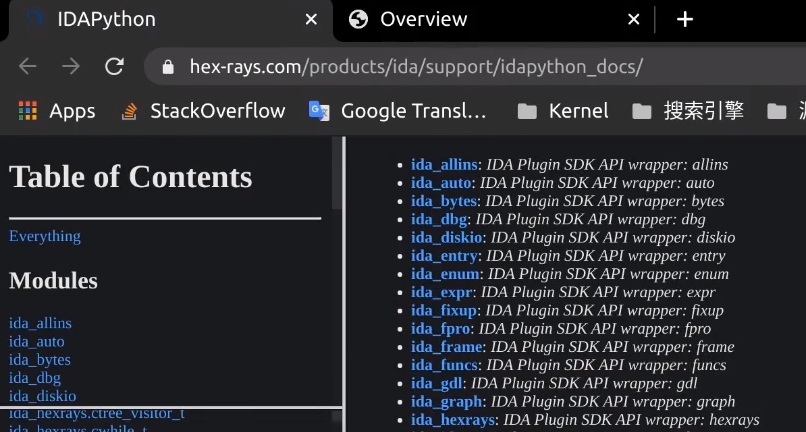 IDAPython
Overview
hex-rays.com/products/ida/support/idapython_docs/
Apps StackOverflow Google Transl... Kernel 搜索引擎
Table of Contents
Everything
Modules
ida_allins
ida_auto
ida_bytes
ida_dbg
ida_diskio
ida_hexrays.ctree_visitor_t
ida_hexrays.cwhile_t
ida_allins: IDA Plugin SDK API wrapper: allins
ida_auto: IDA Plugin SDK API wrapper: auto
ida_bytes: IDA Plugin SDK API wrapper: bytes
ida_dbg: IDA Plugin SDK API wrapper: dbg
ida_diskio: IDA Plugin SDK API wrapper: diskio
ida_entry: IDA Plugin SDK API wrapper: entry
ida_enum: IDA Plugin SDK API wrapper: enum
ida_expr: IDA Plugin SDK API wrapper: expr
ida_fixup: IDA Plugin SDK API wrapper: fixup
ida_fpro: IDA Plugin SDK API wrapper: fpro
ida_frame: IDA Plugin SDK API wrapper: frame
ida_funcs: IDA Plugin SDK API wrapper: funcs
ida_gdl: IDA Plugin SDK API wrapper: gdl
ida_graph: IDA Plugin SDK API wrapper: graph
ida_hexrays: IDA Plugin SDK API wrapper: hexrays